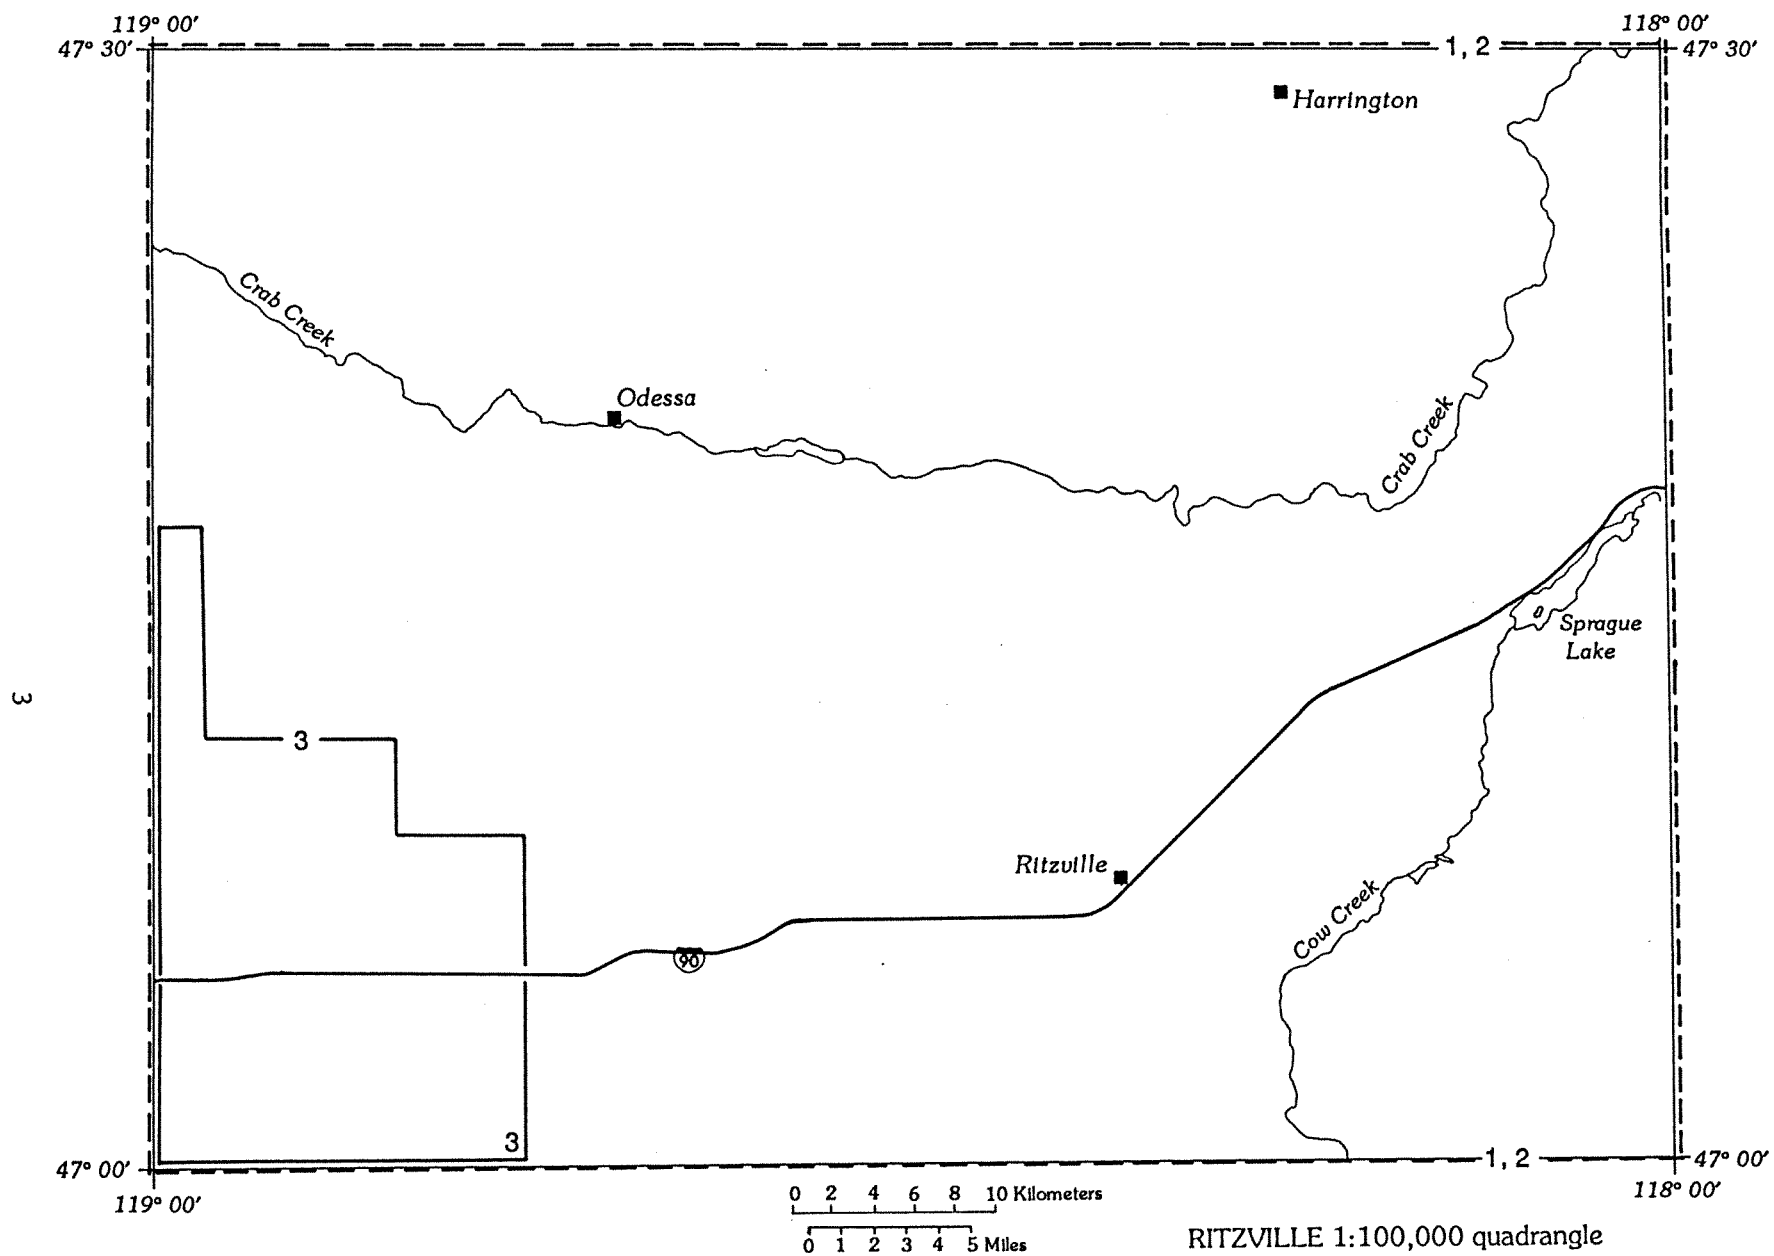 119° 00′ 118° 00′
47° 30′ 1, 2 47° 30′
Harrington
Crab Creek
Odessa
Crab Creek
Sprague
Lake
3
3
Ritzville
Cow Creek
90
3
47° 00′ 1, 2 47° 00′
119° 00′ 118° 00′
0 2 4 6 8 10 Kilometers
0 1 2 3 4 5 Miles
RITZVILLE 1:100,000 quadrangle